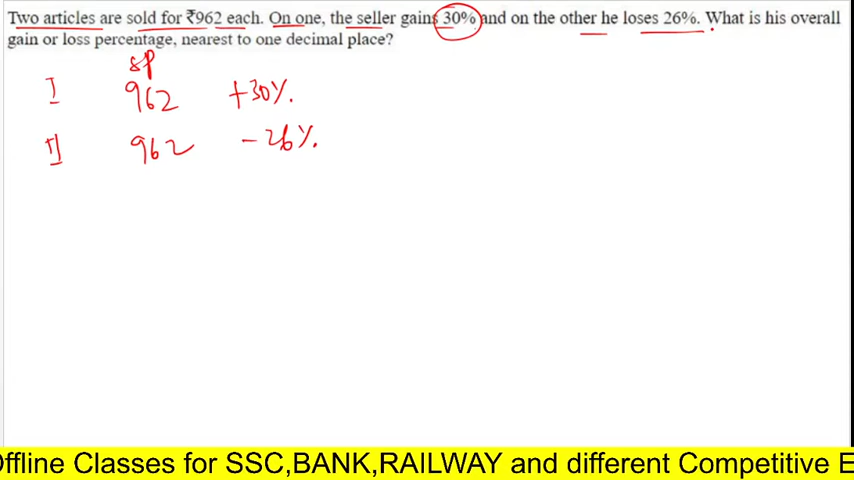 Two articles are sold for ₹962 each. On one, the seller gains 30% and on the other he loses 26%. What is his overall
gain or loss percentage, nearest to one decimal place?
SP
I 962 +30%.
II 962 -26%.
Offline Classes for SSC,BANK,RAILWAY and different Competitive E